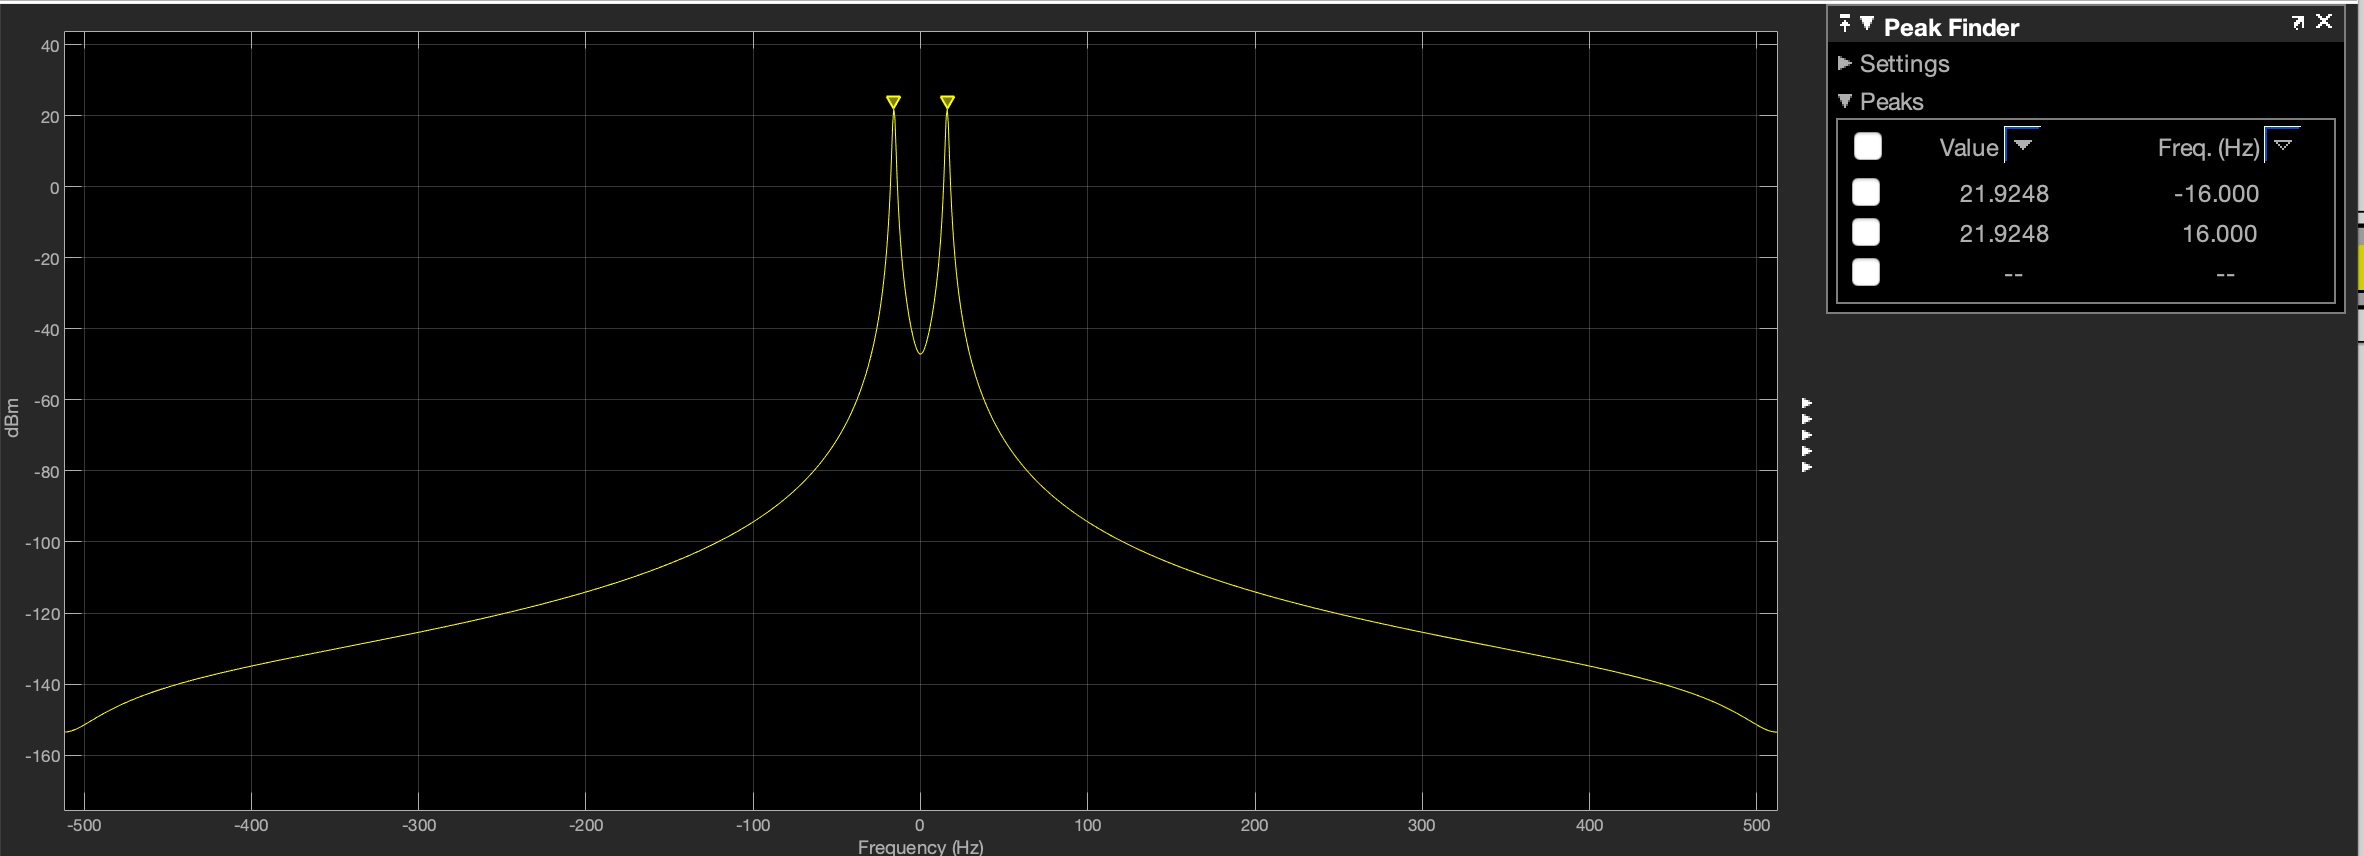 40
20
0
-20
-40
-60
-80
-100
-120
-140
-160
dBm
-500 -400 -300 -200 -100 0 100 200 300 400 500
Frequency (Hz)
Peak Finder
Settings
Peaks
Value Freq. (Hz)
21.9248 -16.000
21.9248 16.000
-- --